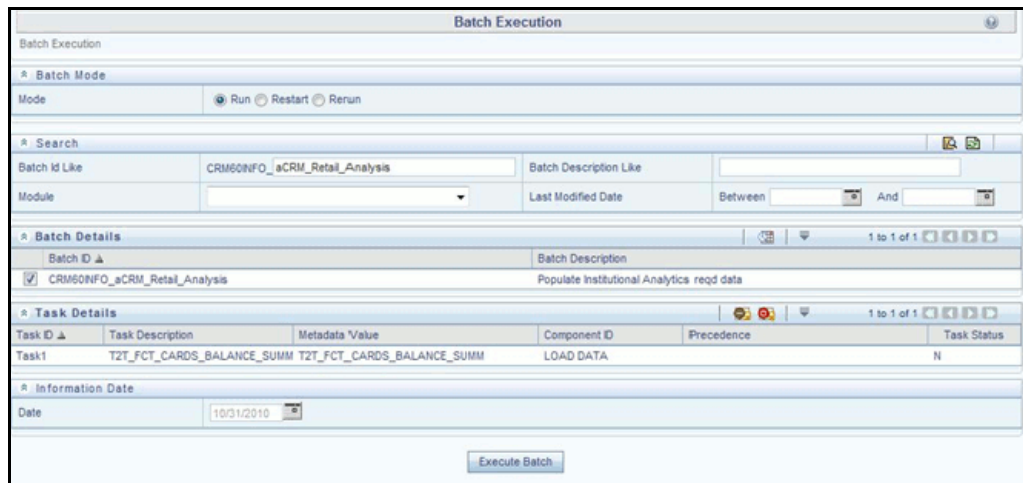 Batch Execution
Batch Execution
Batch Mode
Mode Run Restart Rerun
Search
Batch Id Like CRM60INFO_ aCRM_Retail_Analysis Batch Description Like
Module Last Modified Date Between And
Batch Details 1 to 1 of 1
Batch ID Batch Description
CRM60INFO_aCRM_Retail_Analysis Populate Institutional Analytics reqd data
Task Details 1 to 1 of 1
Task ID Task Description Metadata Value Component ID Precedence Task Status
Task1 T2T_FCT_CARDS_BALANCE_SUMM T2T_FCT_CARDS_BALANCE_SUMM LOAD DATA N
Information Date
Date 10/31/2010
Execute Batch